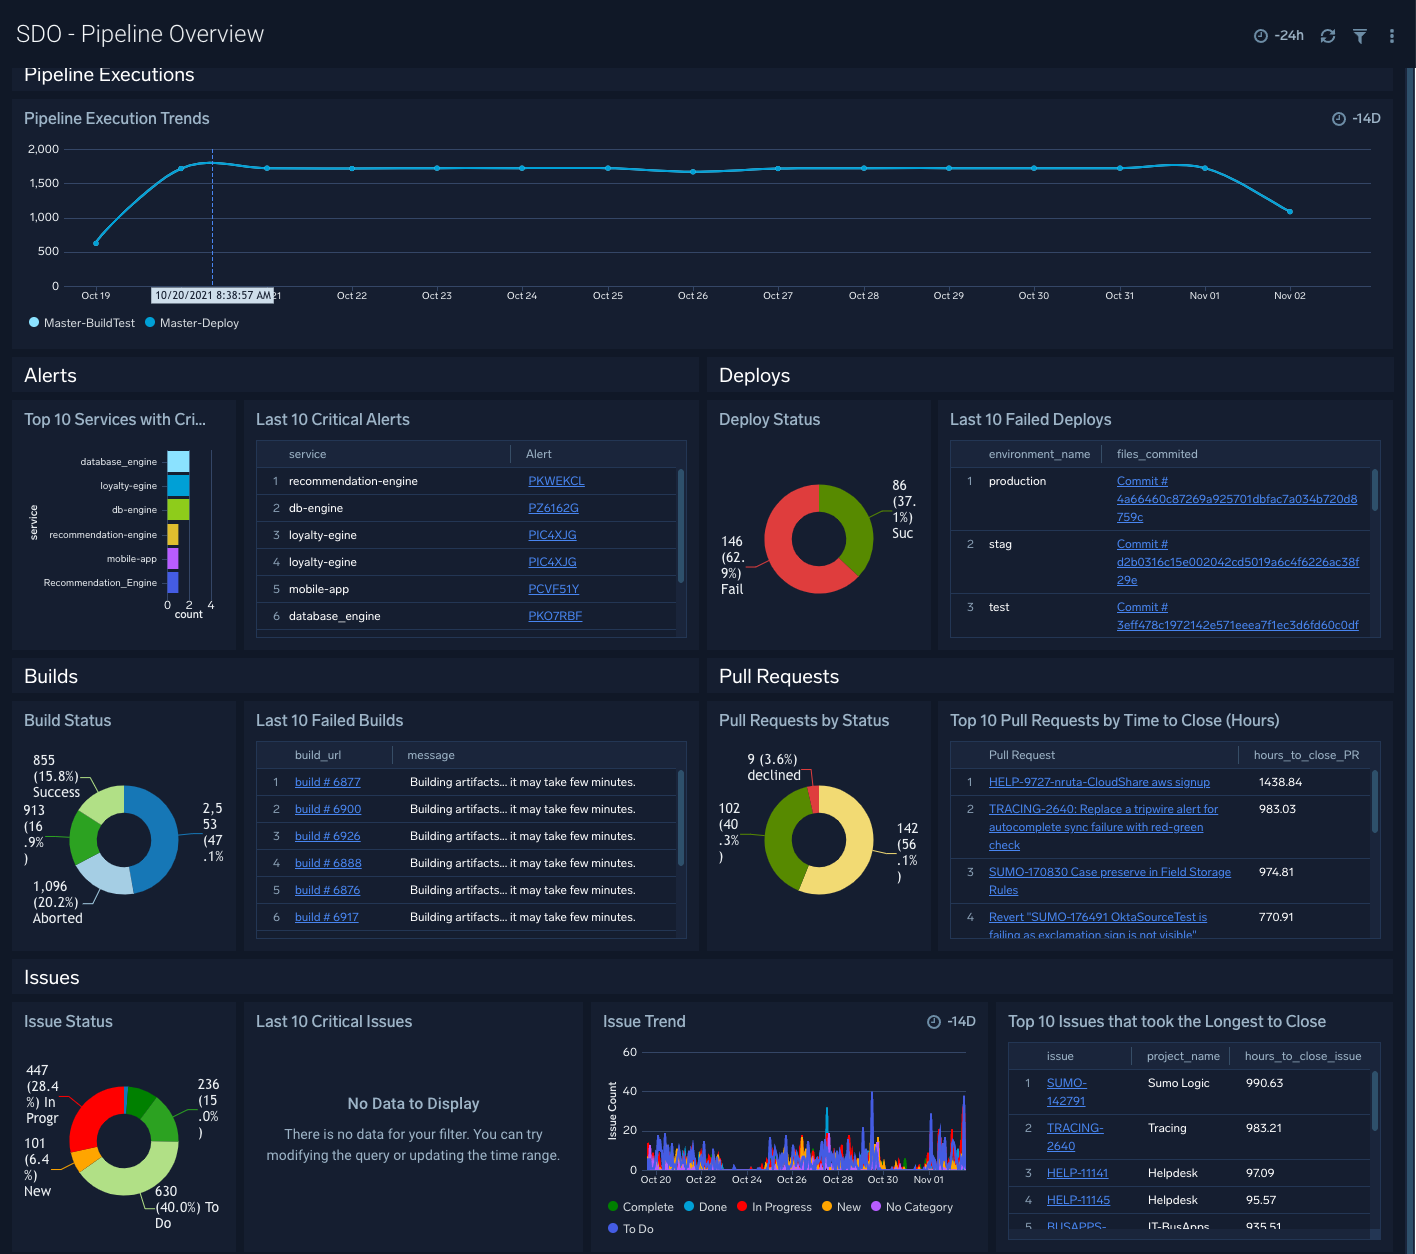 SDO - Pipeline Overview
-24h
Pipeline Executions
Pipeline Execution Trends
-14D
2,000
1,500
1,000
500
0
Oct 19
10/20/2021 8:38:57 AM
21
Oct 22
Oct 23
Oct 24
Oct 25
Oct 26
Oct 27
Oct 28
Oct 29
Oct 30
Oct 31
Nov 01
Nov 02
Master-BuildTest
Master-Deploy
Alerts
Top 10 Services with Cri...
service
database_engine
loyalty-egine
db-engine
recommendation-engine
mobile-app
Recommendation_Engine
0 2 4
count
Last 10 Critical Alerts
service Alert
1 recommendation-engine PKWEKCL
2 db-engine PZ6162G
3 loyalty-egine PIC4XJG
4 loyalty-egine PIC4XJG
5 mobile-app PCVF51Y
6 database_engine PKO7RBF
Deploys
Deploy Status
86
(37.
1%)
Suc
146
(62.
9%)
Fail
Last 10 Failed Deploys
environment_name files_commited
1 production Commit #
4a66460c87269a925701dbfac7a034b720d8
759c
2 stag Commit #
d2b0316c15e002042cd5019a6c4f6226ac38f
29e
3 test Commit #
3eff478c1972142e571eeea7f1ec3d6fd60c0df
Builds
Build Status
855
(15.8%)
Success
913
(16
.9%
)
2,5
53
(47
.1%
1,096
(20.2%)
Aborted
Last 10 Failed Builds
build_url message
1 build # 6877 Building artifacts... it may take few minutes.
2 build # 6900 Building artifacts... it may take few minutes.
3 build # 6926 Building artifacts... it may take few minutes.
4 build # 6888 Building artifacts... it may take few minutes.
5 build # 6876 Building artifacts... it may take few minutes.
6 build # 6917 Building artifacts... it may take few minutes.
Pull Requests
Pull Requests by Status
9 (3.6%)
declined
102
(40
.3%
)
142
(56
.1%
)
Top 10 Pull Requests by Time to Close (Hours)
Pull Request hours_to_close_PR
1 HELP-9727-nruta-CloudShare aws signup 1438.84
2 TRACING-2640: Replace a tripwire alert for 983.03
autocomplete sync failure with red-green
check
3 SUMO-170830 Case preserve in Field Storage 974.81
Rules
4 Revert "SUMO-176491 OktaSourceTest is 770.91
failing as exclamation sign is not visible"
Issues
Issue Status
447
(28.4
%) In
Progr
236
(15
.0%
)
101
(6.4
%)
New
630
(40.0%) To
Do
Last 10 Critical Issues
No Data to Display
There is no data for your filter. You can try
modifying the query or updating the time range.
Issue Trend
-14D
Issue Count
60
40
20
0
Oct 20
Oct 22
Oct 24
Oct 26
Oct 28
Oct 30
Nov 01
Complete
Done
In Progress
New
No Category
To Do
Top 10 Issues that took the Longest to Close
issue project_name hours_to_close_issue
1 SUMO- Sumo Logic 990.63
142791
2 TRACING- Tracing 983.21
2640
3 HELP-11141 Helpdesk 97.09
4 HELP-11145 Helpdesk 95.57
5 BUSAPPS- IT-BusApps 935.51